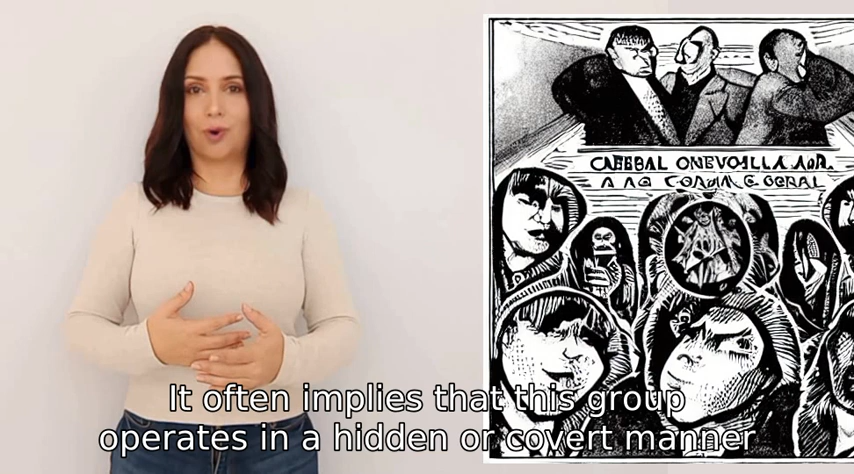 It often implies that this group
operates in a hidden or covert manner